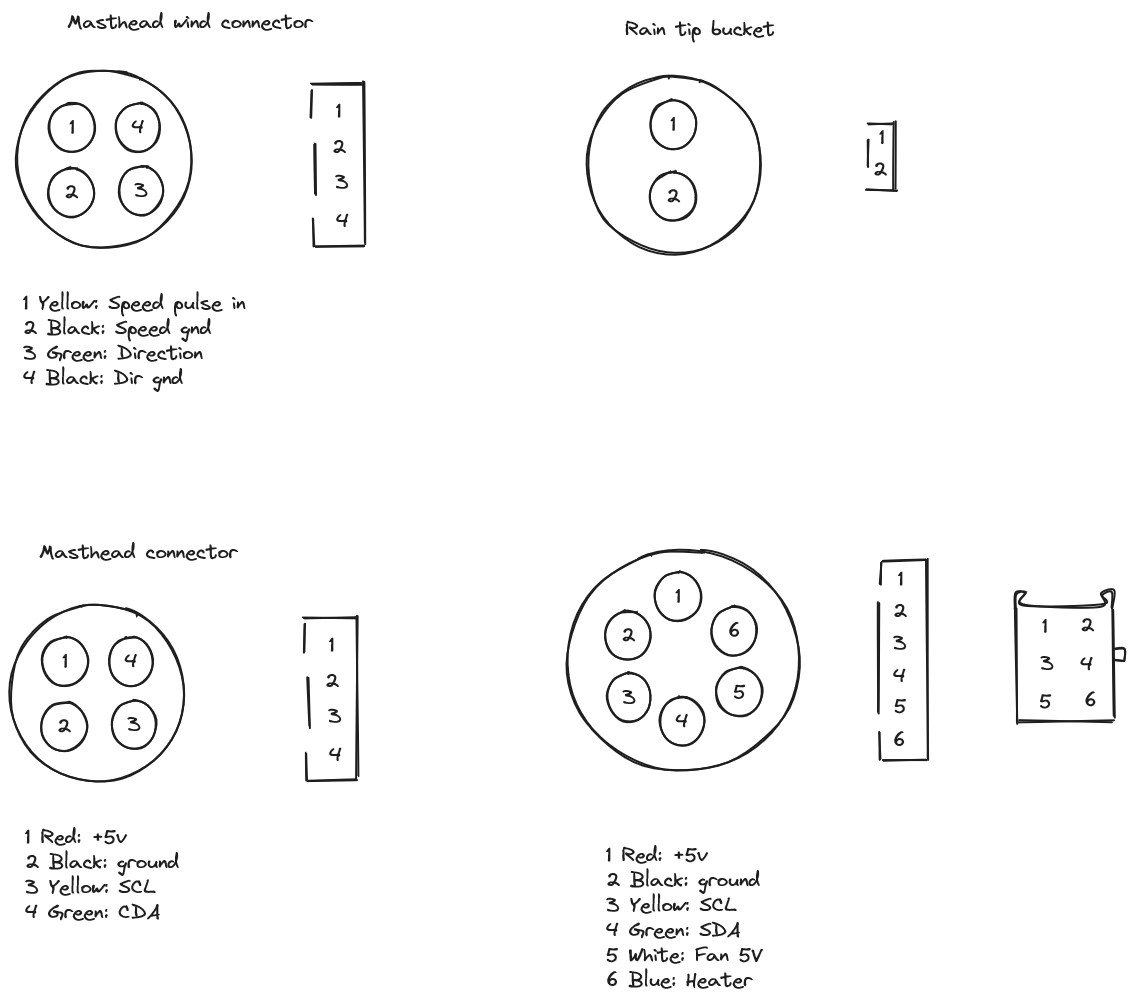 Masthead wind connector
1 4
2 3
1
2
3
4
1 Yellow: Speed pulse in
2 Black: Speed gnd
3 Green: Direction
4 Black: Dir gnd
Rain tip bucket
1
2
1
2
Masthead connector
1 4
2 3
1
2
3
4
1 Red: +5v
2 Black: ground
3 Yellow: SCL
4 Green: CDA
1
2 6
3 5
4
1
2
3
4
5
6
1 2
3 4
5 6
1 Red: +5v
2 Black: ground
3 Yellow: SCL
4 Green: SDA
5 White: Fan 5V
6 Blue: Heater